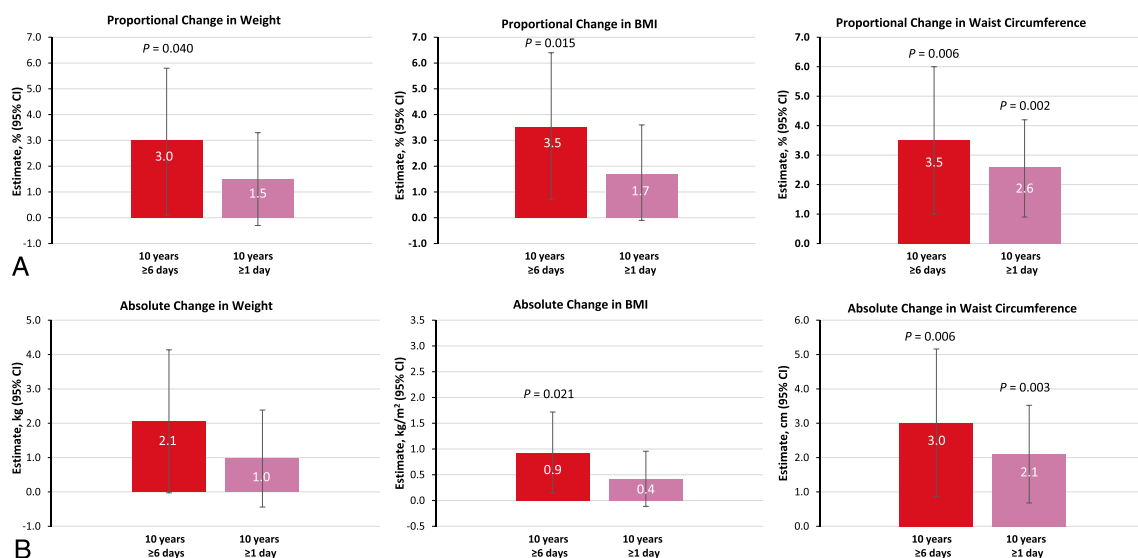 Proportional Change in Weight
Estimate, % (95% CI)
7.0
6.0
5.0
4.0
3.0
2.0
1.0
0.0
-1.0
P = 0.040
3.0
1.5
10 years
≥6 days
10 years
≥1 day
Proportional Change in BMI
Estimate, % (95% CI)
7.0
6.0
5.0
4.0
3.0
2.0
1.0
0.0
-1.0
P = 0.015
3.5
1.7
10 years
≥6 days
10 years
≥1 day
Proportional Change in Waist Circumference
Estimate, % (95% CI)
7.0
6.0
5.0
4.0
3.0
2.0
1.0
0.0
P = 0.006
P = 0.002
3.5
2.6
10 years
≥6 days
10 years
≥1 day
A
Absolute Change in Weight
Estimate, kg (95% CI)
5.0
4.0
3.0
2.0
1.0
0.0
-1.0
2.1
1.0
10 years
≥6 days
10 years
≥1 day
Absolute Change in BMI
Estimate, kg/m² (95% CI)
4.0
3.5
3.0
2.5
2.0
1.5
1.0
0.5
0.0
-0.5
P = 0.021
0.9
0.4
10 years
≥6 days
10 years
≥1 day
Absolute Change in Waist Circumference
Estimate, cm (95% CI)
6.0
5.0
4.0
3.0
2.0
1.0
0.0
P = 0.006
P = 0.003
3.0
2.1
10 years
≥6 days
10 years
≥1 day
B